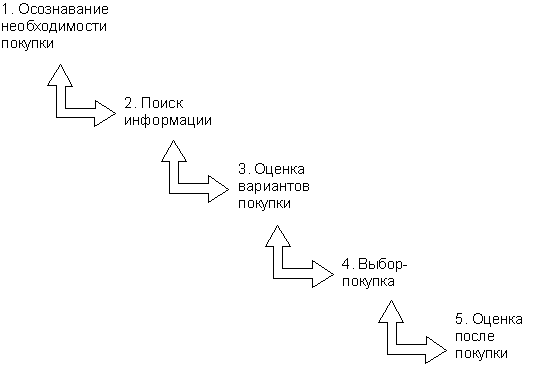 1. Осознавание
необходимости
покупки
2. Поиск
информации
3. Оценка
вариантов
покупки
4. Выбор-
покупка
5. Оценка
после
покупки